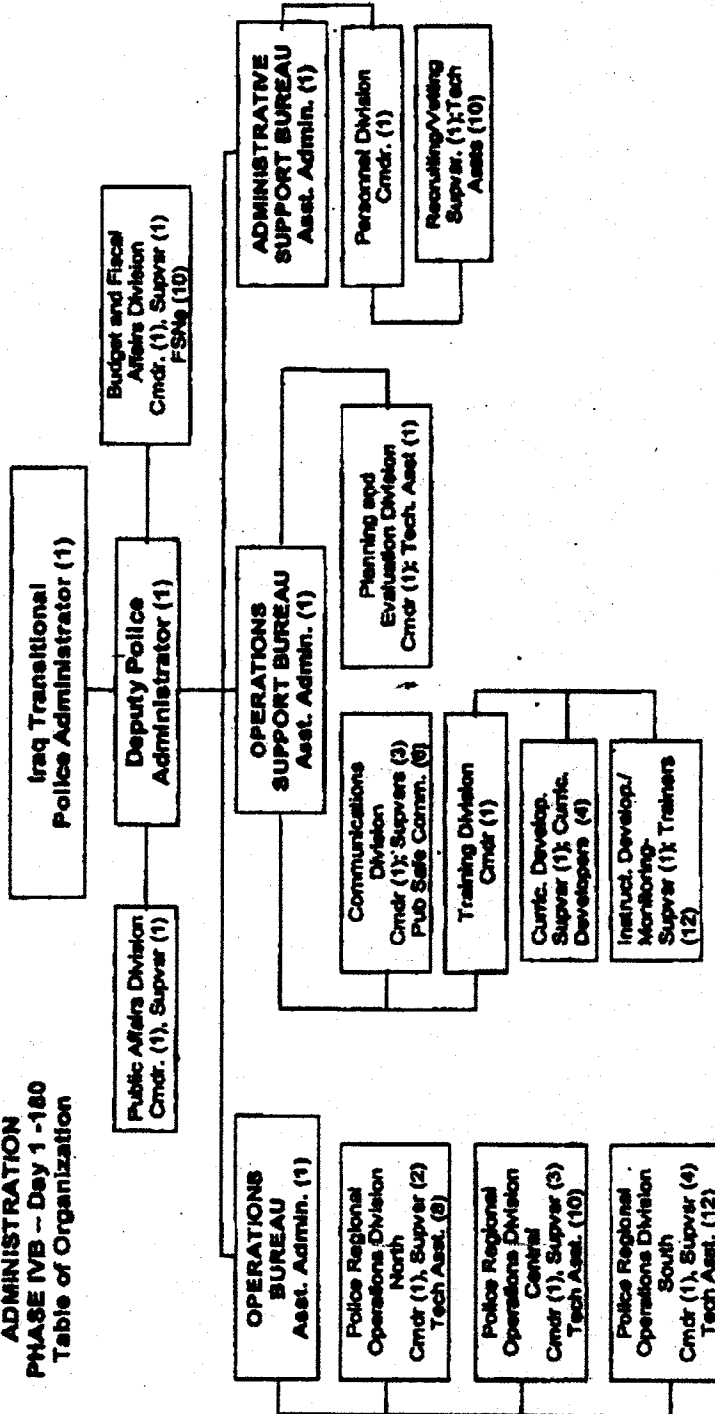 ADMINISTRATION
PHASE IVB – Day 1 -180
Table of Organization
Iraq Transitional
Police Administrator (1)
Deputy Police
Administrator (1)
Public Affairs Division
Cmdr. (1), Supvsr (1)
Budget and Fiscal
Affairs Division
Cmdr. (1), Supvsr (1)
FSNs (10)
OPERATIONS
BUREAU
Asst. Admin. (1)
Police Regional
Operations Division
North
Cmdr (1), Supvsr (2)
Tech Asst. (8)
Police Regional
Operations Division
Central
Cmdr (1), Supvsr (3)
Tech Asst. (10)
Police Regional
Operations Division
South
Cmdr (1), Supvsr (4)
Tech Asst. (12)
OPERATIONS
SUPPORT BUREAU
Asst. Admin. (1)
Communications
Division
Cmdr (1); Supvsrs (3)
Pub Safe Comm. (6)
Training Division
Cmdr (1)
Curric. Develop.
Supvsr (1); Curric.
Developers (4)
Instruct. Develop./
Monitoring-
Supvsr (1); Trainers
(12)
Planning and
Evaluation Division
Cmdr (1); Tech. Asst (1)
ADMINISTRATIVE
SUPPORT BUREAU
Asst. Admin. (1)
Personnel Division
Cmdr. (1)
Recruiting/Vetting
Supvsr. (1);Tech
Assts (10)